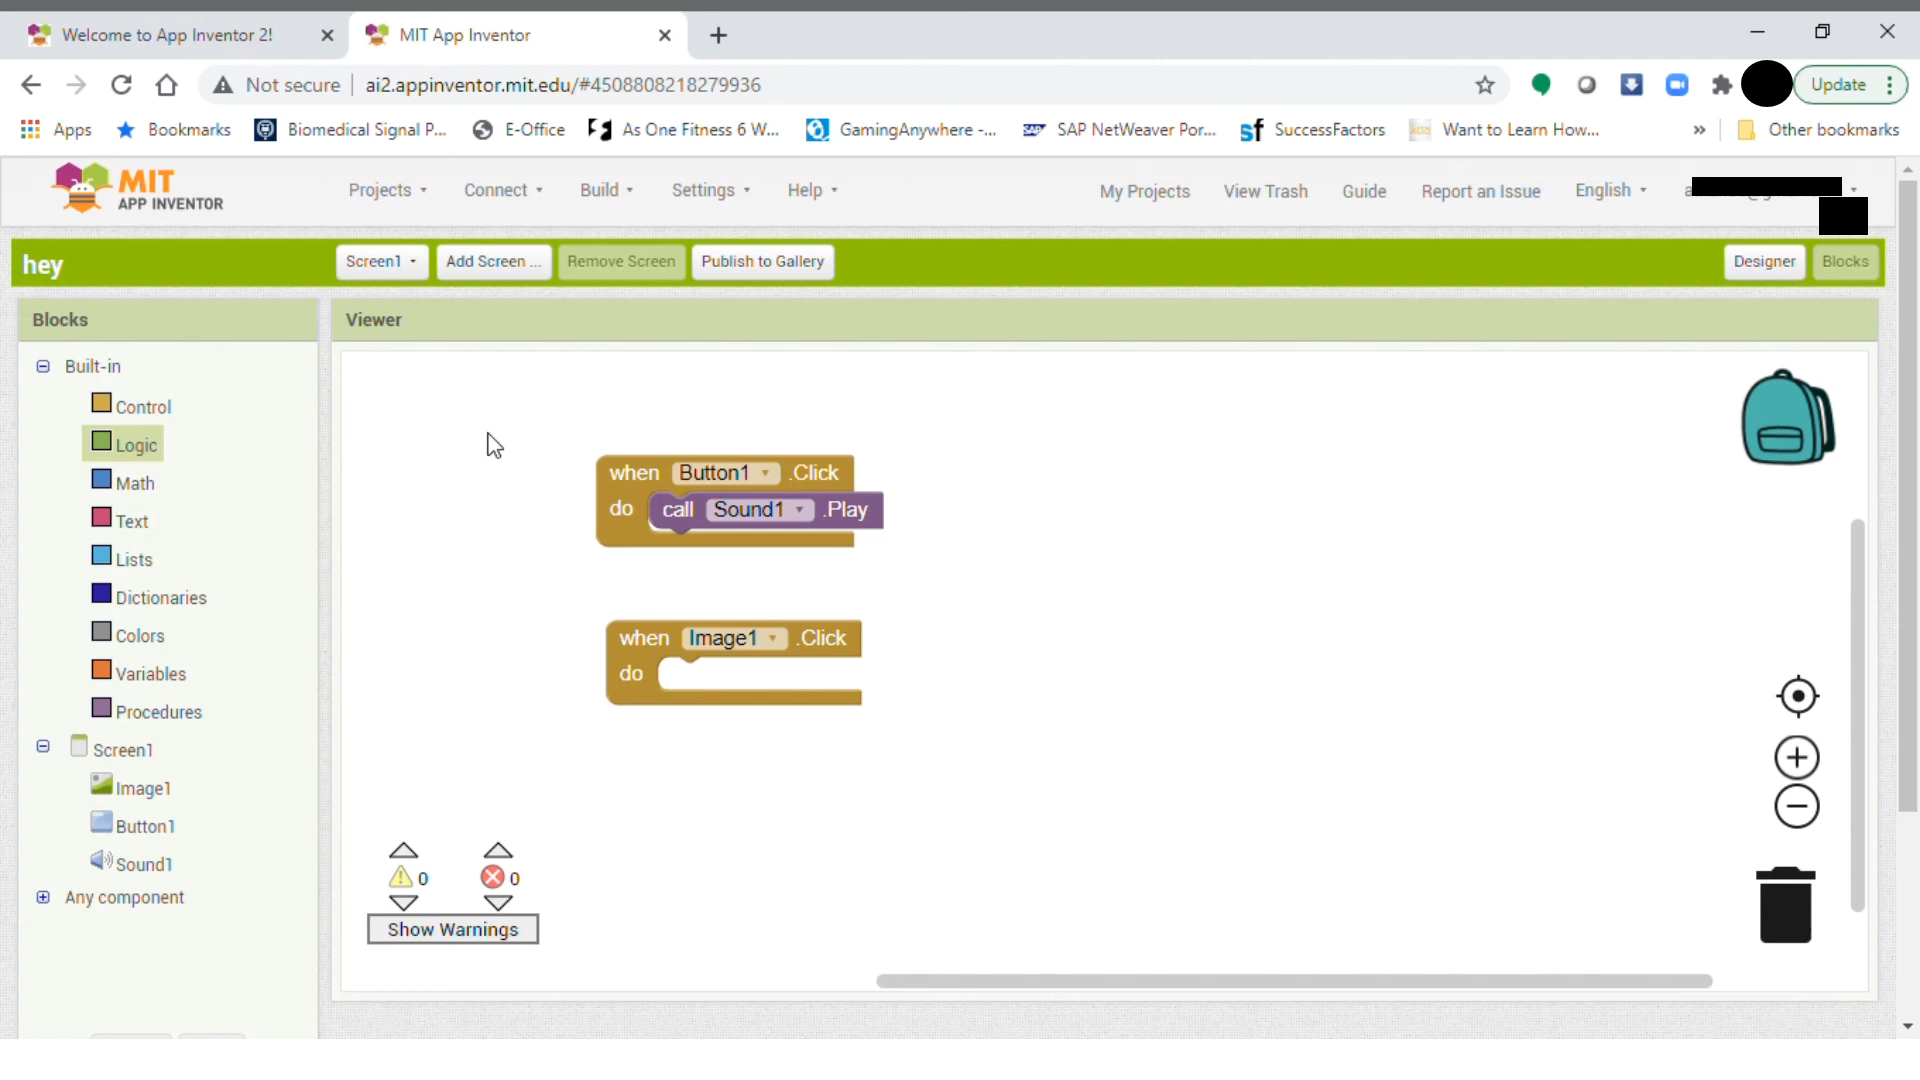 Welcome to App Inventor 2!
MIT App Inventor
Not secure
ai2.appinventor.mit.edu/#4508808218279936
Update
Apps
Bookmarks
Biomedical Signal P...
E-Office
As One Fitness 6 W...
GamingAnywhere -...
SAP NetWeaver Por...
SuccessFactors
Want to Learn How...
»
Other bookmarks
MIT
APP INVENTOR
Projects
Connect
Build
Settings
Help
My Projects
View Trash
Guide
Report an Issue
English
hey
Screen1
Add Screen ...
Remove Screen
Publish to Gallery
Designer
Blocks
Blocks
Viewer
Built-in
Control
Logic
Math
Text
Lists
Dictionaries
Colors
Variables
Procedures
Screen1
Image1
Button1
Sound1
Any component
when Button1 .Click
do call Sound1 .Play
when Image1 .Click
do
0
0
Show Warnings